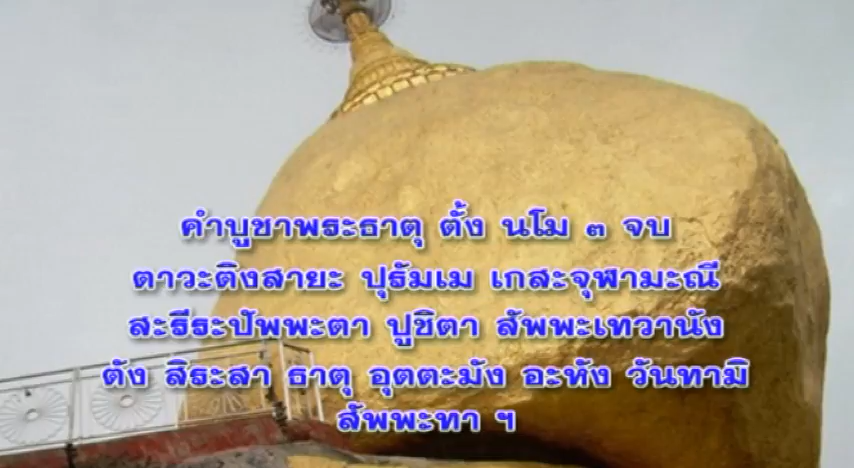 คำบูชาพระธาตุ ตั้ง นโม ๓ จบ
ตาวะติงสายะ ปุรัมเม เกสะจุฬามะณี
สะรีระปัพพะตา ปูชิตา สัพพะเทวานัง
ตัง สิระสา ธาตุ อุตตะมัง อะหัง วันทามิ
สัพพะทา ฯ